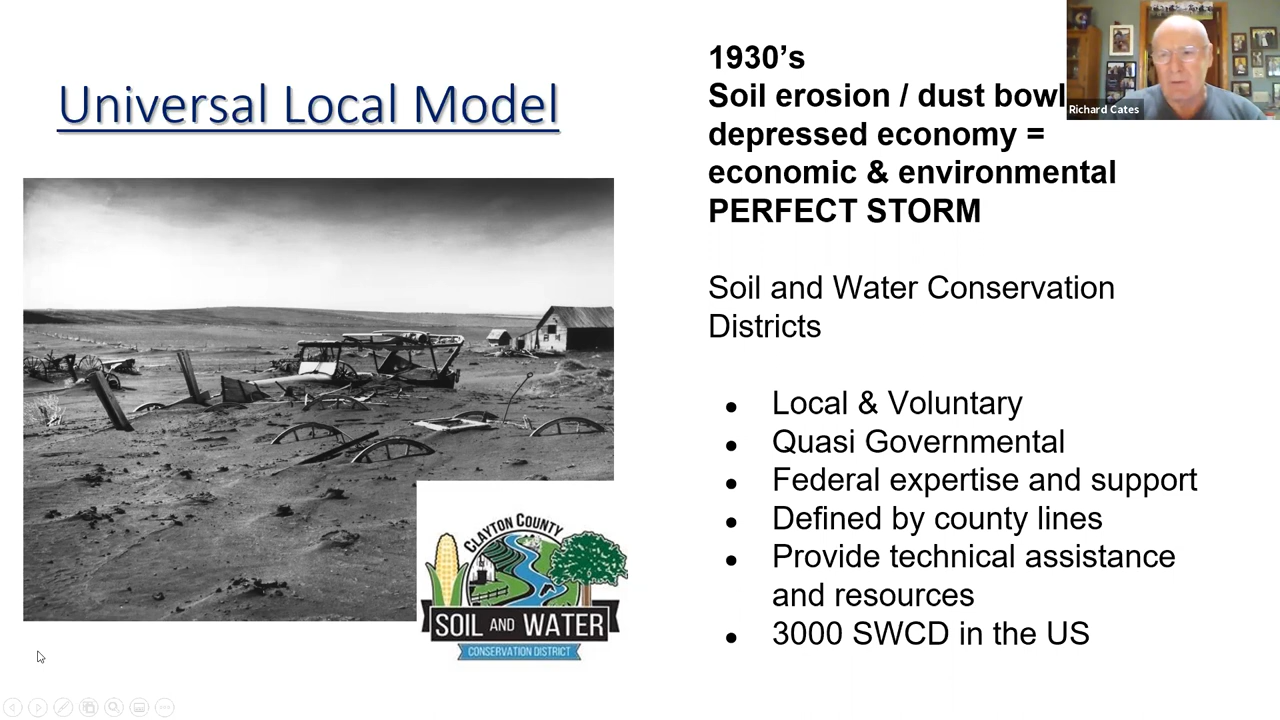 Universal Local Model
1930’s
Soil erosion / dust bowl
depressed economy =
economic & environmental
PERFECT STORM
Soil and Water Conservation
Districts
● Local & Voluntary
● Quasi Governmental
● Federal expertise and support
● Defined by county lines
● Provide technical assistance
and resources
● 3000 SWCD in the US
CLAYTON COUNTY
SOIL AND WATER
CONSERVATION DISTRICT
Richard Cates